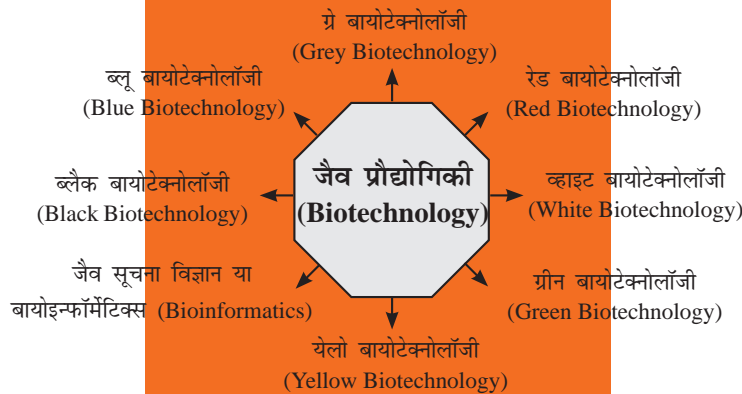 ग्रे बायोटेक्नोलॉजी
(Grey Biotechnology)
ब्लू बायोटेक्नोलॉजी
(Blue Biotechnology)
रेड बायोटेक्नोलॉजी
(Red Biotechnology)
जैव प्रौद्योगिकी
(Biotechnology)
ब्लैक बायोटेक्नोलॉजी
(Black Biotechnology)
व्हाइट बायोटेक्नोलॉजी
(White Biotechnology)
जैव सूचना विज्ञान या
बायोइन्फॉर्मेटिक्स (Bioinformatics)
ग्रीन बायोटेक्नोलॉजी
(Green Biotechnology)
येलो बायोटेक्नोलॉजी
(Yellow Biotechnology)